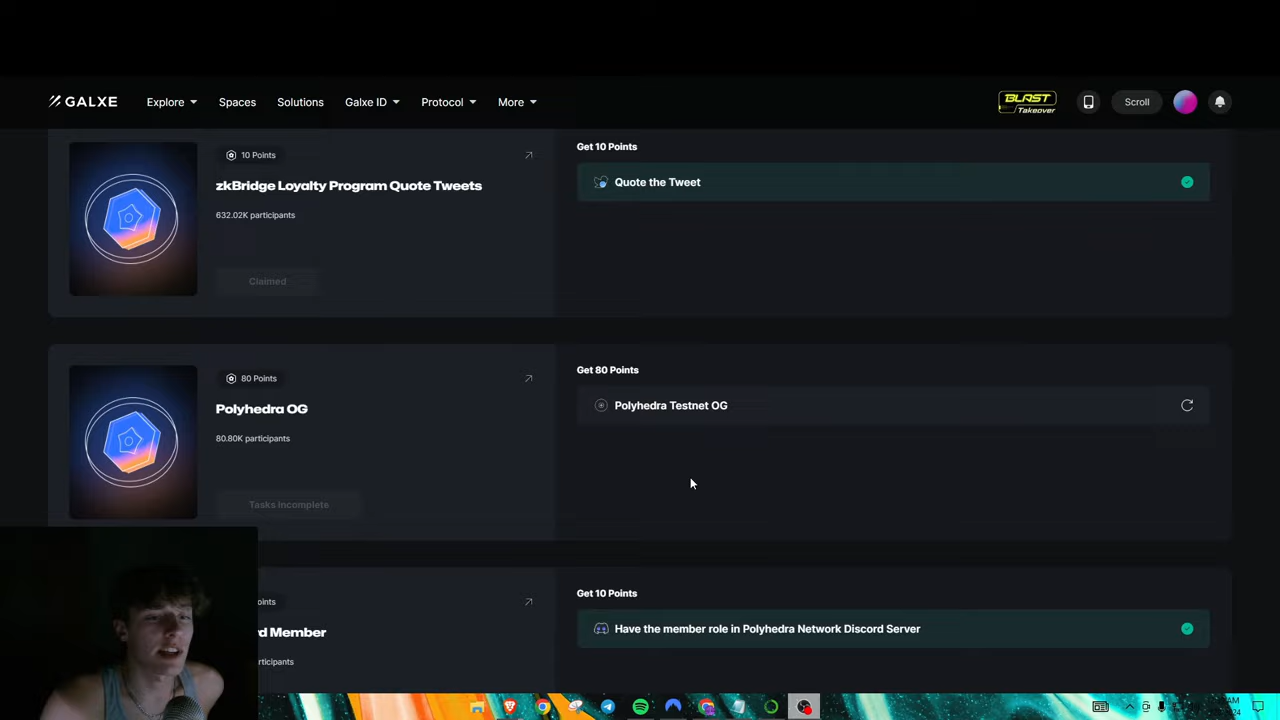 GALXE Explore Spaces Solutions Galxe ID Protocol More BLAST Takeover Scroll
10 Points
zkBridge Loyalty Program Quote Tweets
632.02K participants
Claimed
Get 10 Points
Quote the Tweet
80 Points
Polyhedra OG
80.80K participants
Tasks Incomplete
Get 80 Points
Polyhedra Testnet OG
oints
rd Member
articipants
Get 10 Points
Have the member role in Polyhedra Network Discord Server